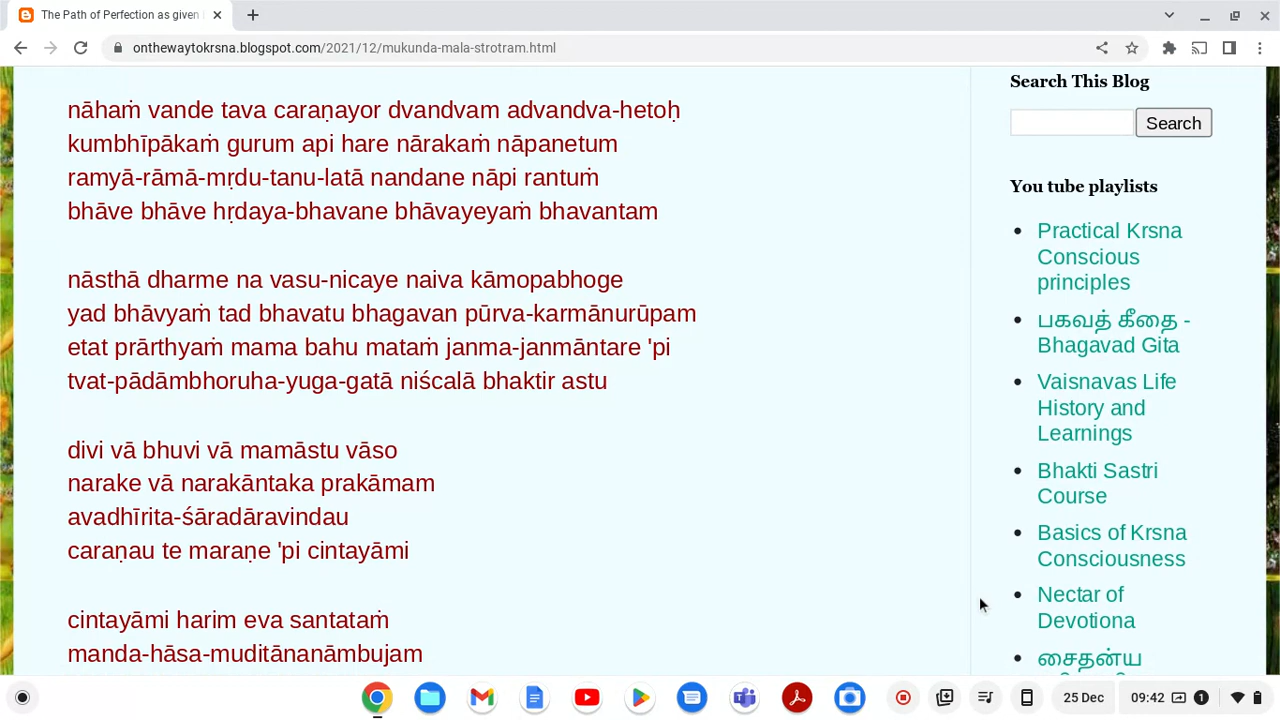 The Path of Perfection as given
onthewaytokrsna.blogspot.com/2021/12/mukunda-mala-strotram.html
nāhaṁ vande tava caraṇayor dvandvam advandva-hetoḥ
kumbhīpākaṁ gurum api hare nārakaṁ nāpanetum
ramyā-rāmā-mṛdu-tanu-latā nandane nāpi rantuṁ
bhāve bhāve hṛdaya-bhavane bhāvayeyaṁ bhavantam
nāsthā dharme na vasu-nicaye naiva kāmopabhoge
yad bhāvyaṁ tad bhavatu bhagavan pūrva-karmānurūpam
etat prārthyaṁ mama bahu mataṁ janma-janmāntare 'pi
tvat-pādāmbhoruha-yuga-gatā niścalā bhaktir astu
divi vā bhuvi vā mamāstu vāso
narake vā narakāntaka prakāmam
avadhīrita-śāradāravindau
caraṇau te maraṇe 'pi cintayāmi
cintayāmi harim eva santataṁ
manda-hāsa-muditānanāmbujam
Search This Blog
Search
You tube playlists
Practical Krsna
Conscious
principles
பகவத் கீதை -
Bhagavad Gita
Vaisnavas Life
History and
Learnings
Bhakti Sastri
Course
Basics of Krsna
Consciousness
Nectar of
Devotiona
சைதன்ய
25 Dec
09:42
1